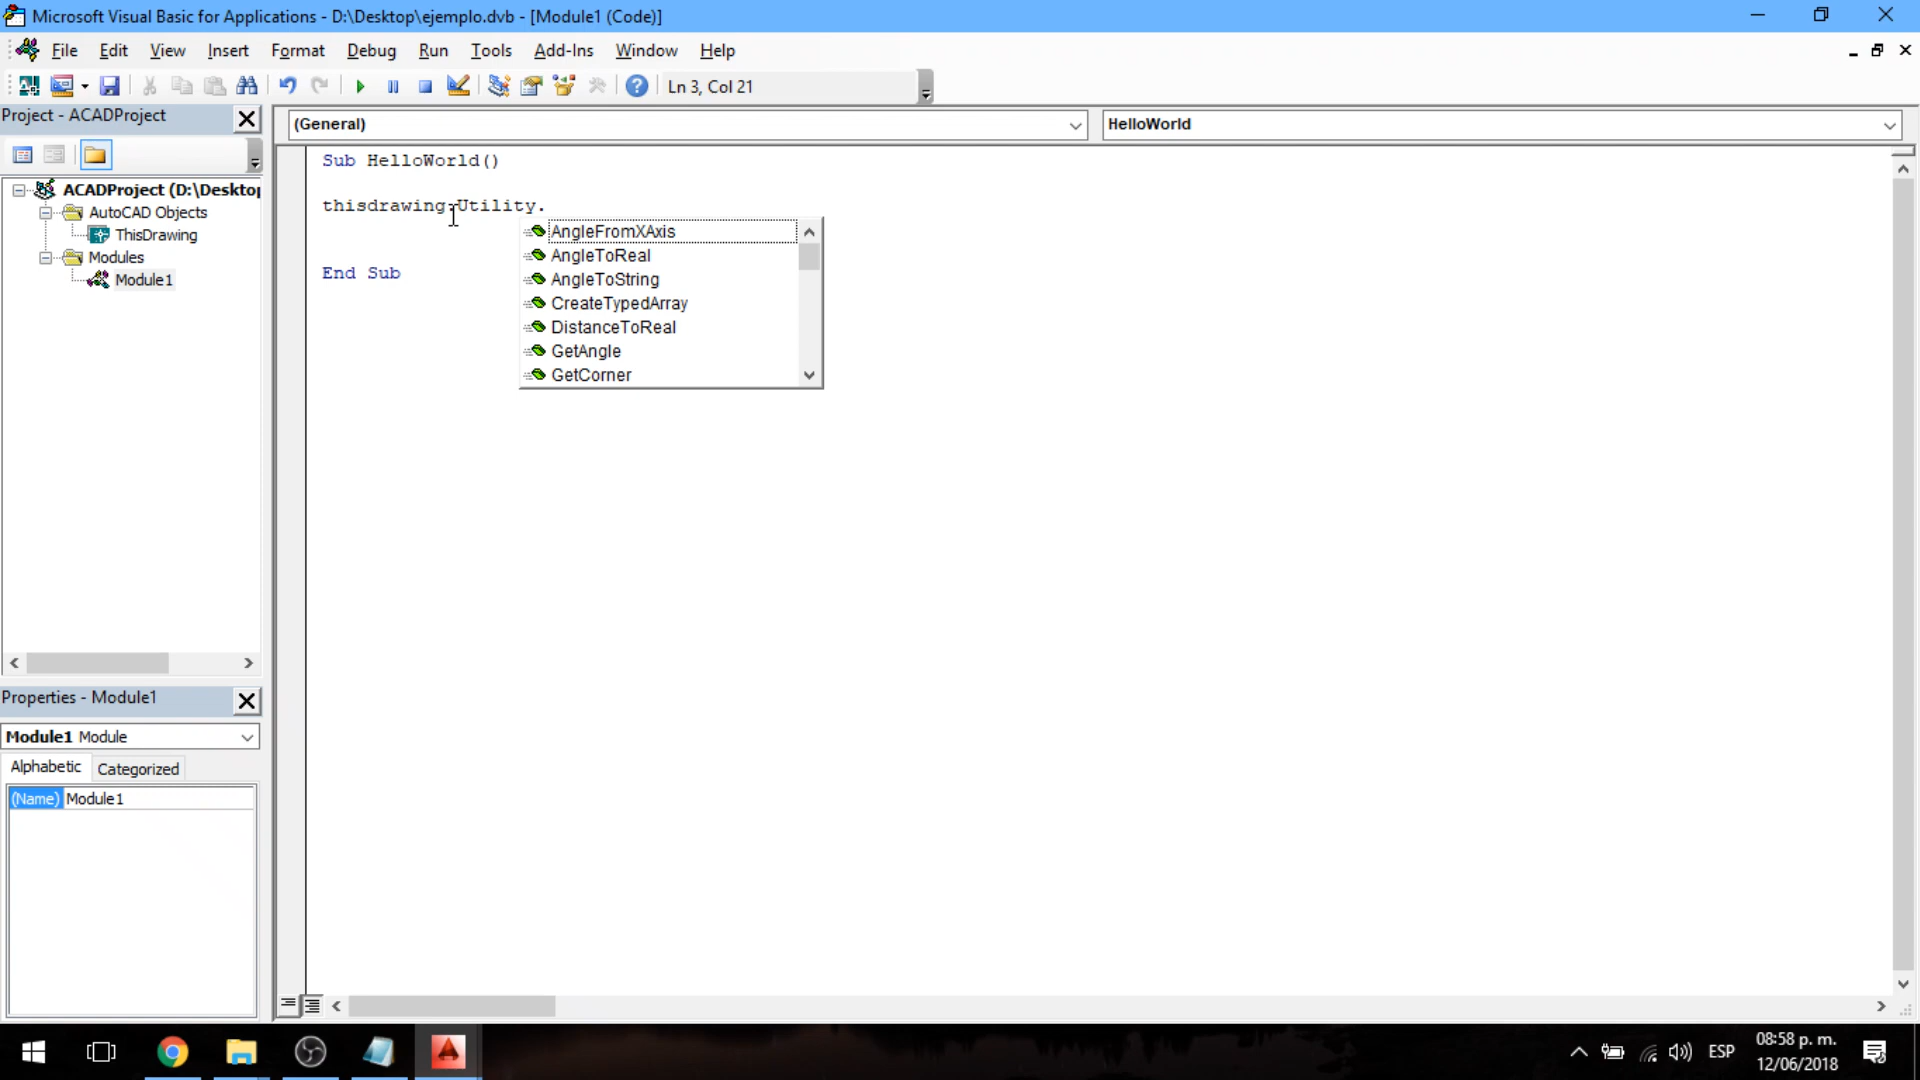 Microsoft Visual Basic for Applications - D:\Desktop\ejemplo.dvb - [Module1 (Code)]
File Edit View Insert Format Debug Run Tools Add-Ins Window Help
Ln 3, Col 21
Project - ACADProject
(General)
HelloWorld
ACADProject (D:\Desktop
AutoCAD Objects
ThisDrawing
Modules
Module1
Sub HelloWorld()
thisdrawing.Utility.
AngleFromXAxis
AngleToReal
AngleToString
CreateTypedArray
DistanceToReal
GetAngle
GetCorner
End Sub
Properties - Module1
Module1 Module
Alphabetic Categorized
(Name) Module1
ESP
08:58 p. m.
12/06/2018